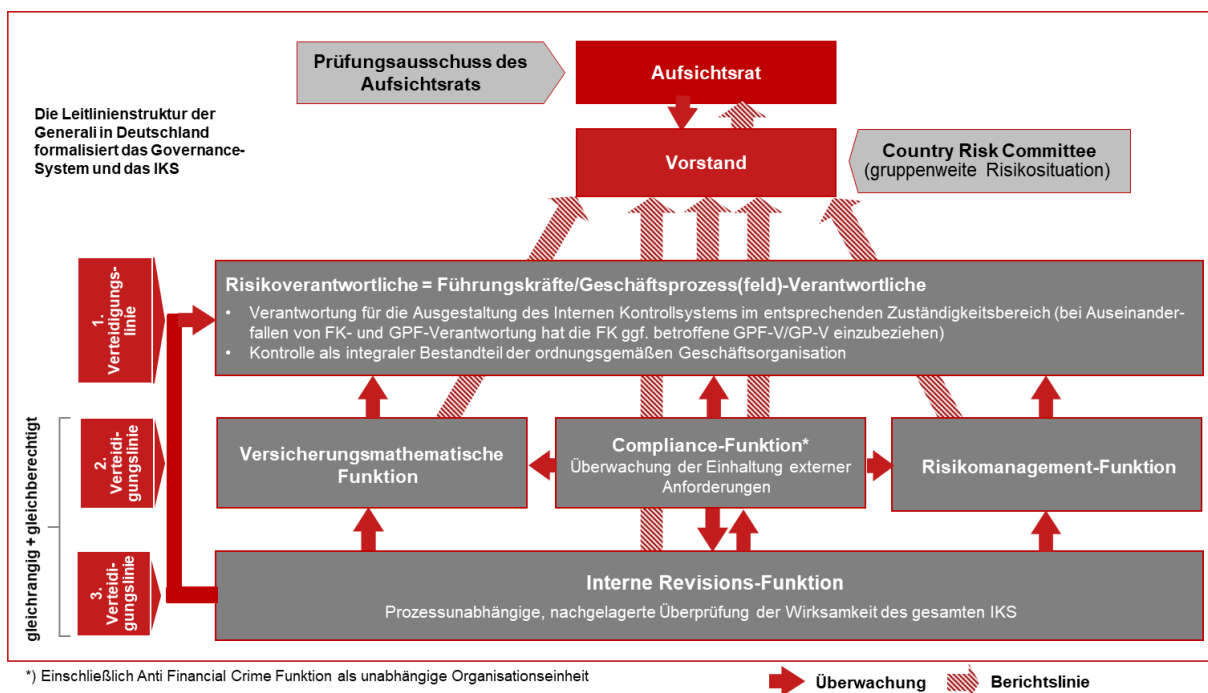 Prüfungsausschuss des
Aufsichtsrats
Aufsichtsrat
Die Leitlinienstruktur der
Generali in Deutschland
formalisiert das Governance-
System und das IKS
Vorstand
Country Risk Committee
(gruppenweite Risikosituation)
1.
Verteidigungs-
linie
Risikoverantwortliche = Führungskräfte/Geschäftsprozess(feld)-Verantwortliche
• Verantwortung für die Ausgestaltung des Internen Kontrollsystems im entsprechenden Zuständigkeitsbereich (bei Auseinander-
fallen von FK- und GPF-Verantwortung hat die FK ggf. betroffene GPF-V/GP-V einzubeziehen)
• Kontrolle als integraler Bestandteil der ordnungsgemäßen Geschäftsorganisation
gleichrangig + gleichberechtigt
2.
Verteidi-
gungslinie
Versicherungsmathematische
Funktion
Compliance-Funktion*
Überwachung der Einhaltung externer
Anforderungen
Risikomanagement-Funktion
3.
Verteidi-
gungslinie
Interne Revisions-Funktion
Prozessunabhängige, nachgelagerte Überprüfung der Wirksamkeit des gesamten IKS
*) Einschließlich Anti Financial Crime Funktion als unabhängige Organisationseinheit
Überwachung
Berichtslinie